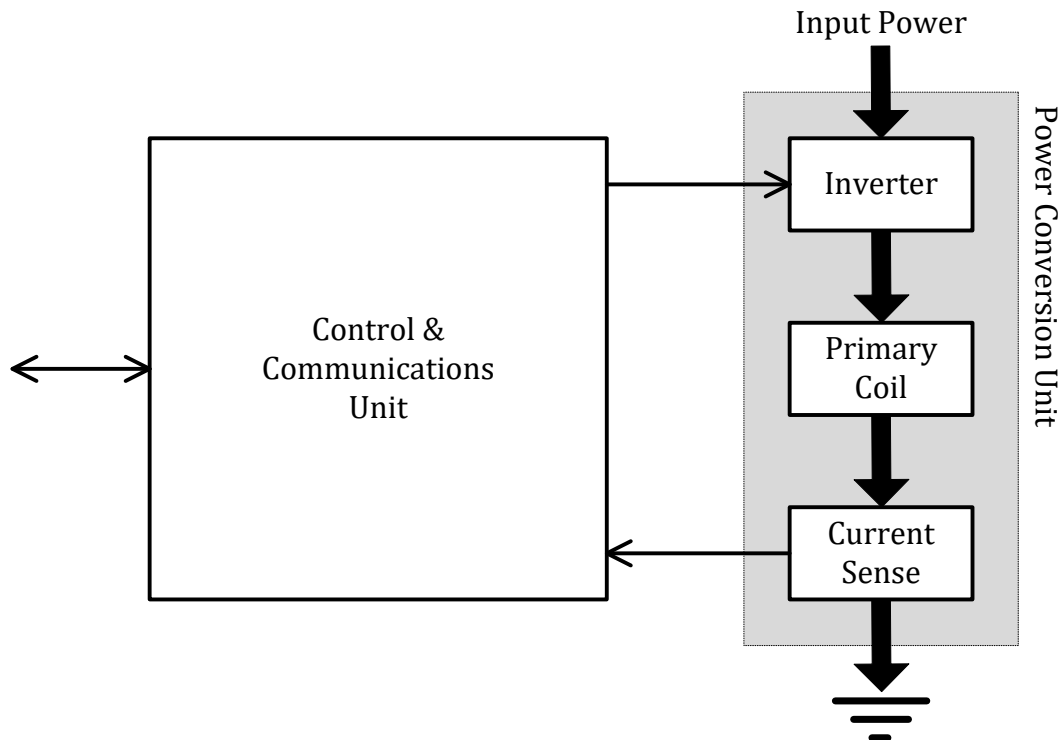 Input Power
Power Conversion Unit
Inverter
Control &
Communications
Unit
Primary
Coil
Current
Sense